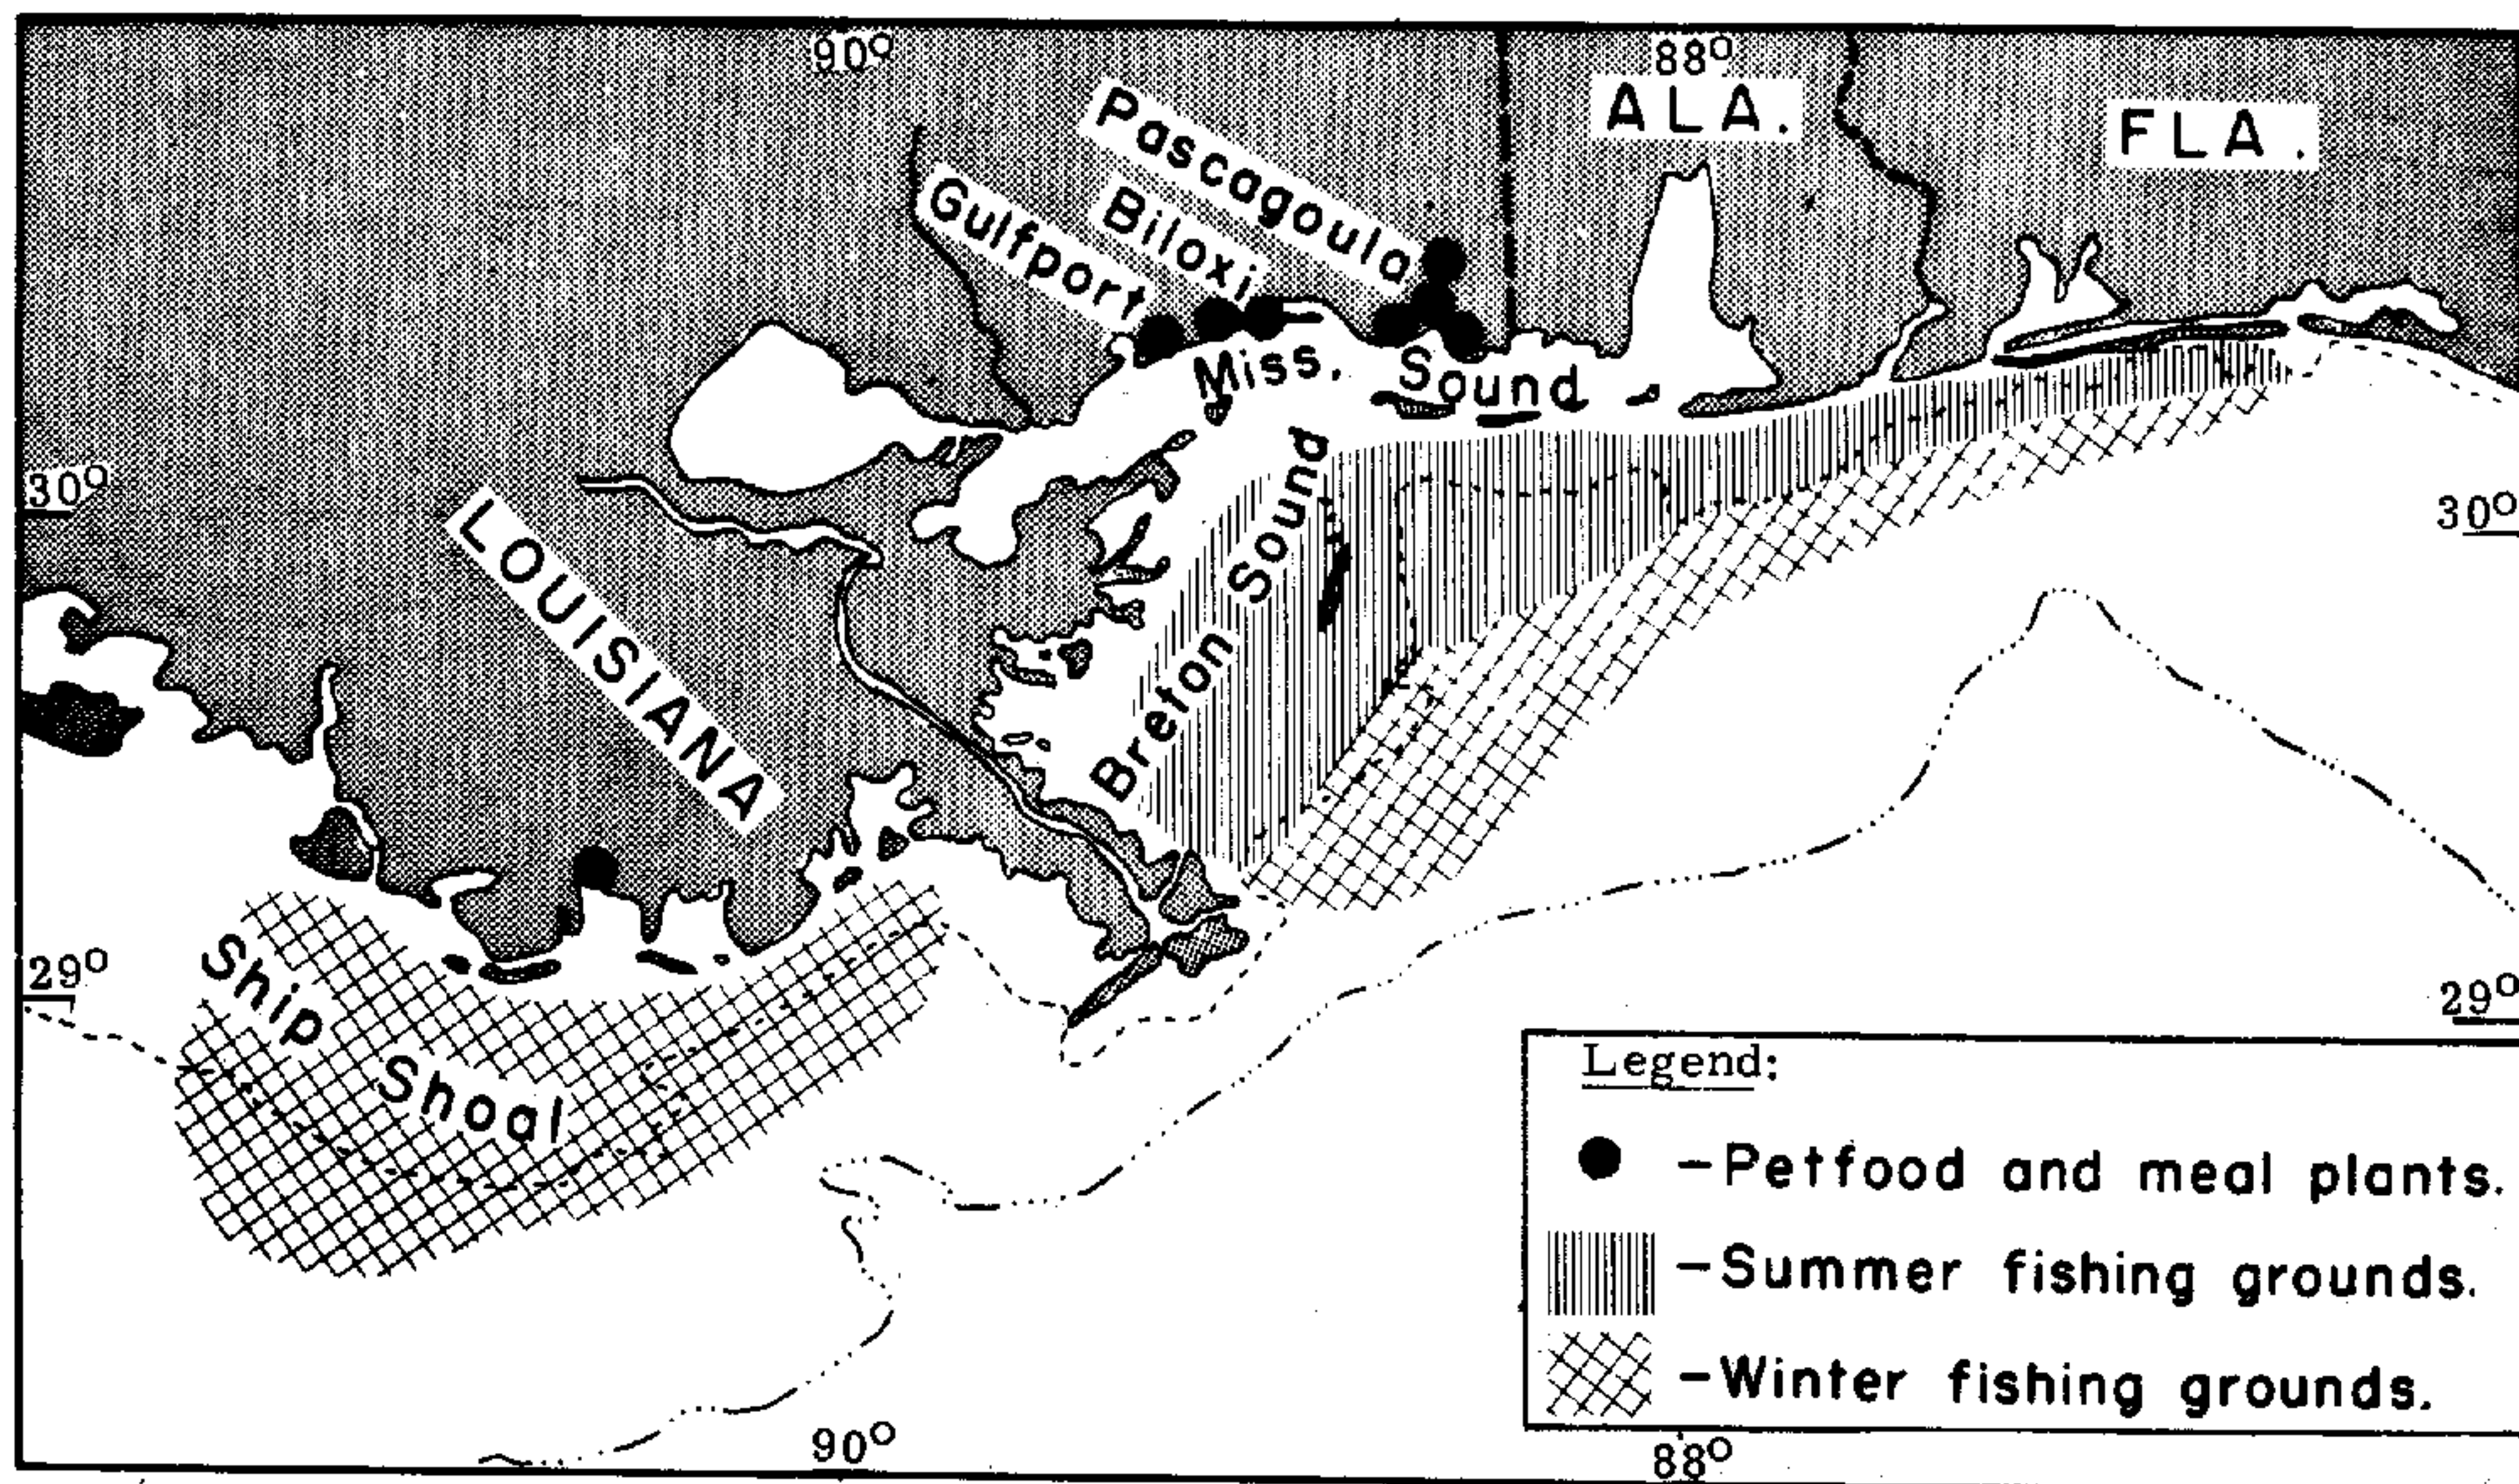 90°
88°
ALA.
FLA.
Pascagoula
Biloxi
Gulfport
Miss. Sound
30°
30°
LOUISIANA
Breton Sound
29°
29°
Ship Shoal
Legend:
–Petfood and meal plants.
–Summer fishing grounds.
–Winter fishing grounds.
90°
88°